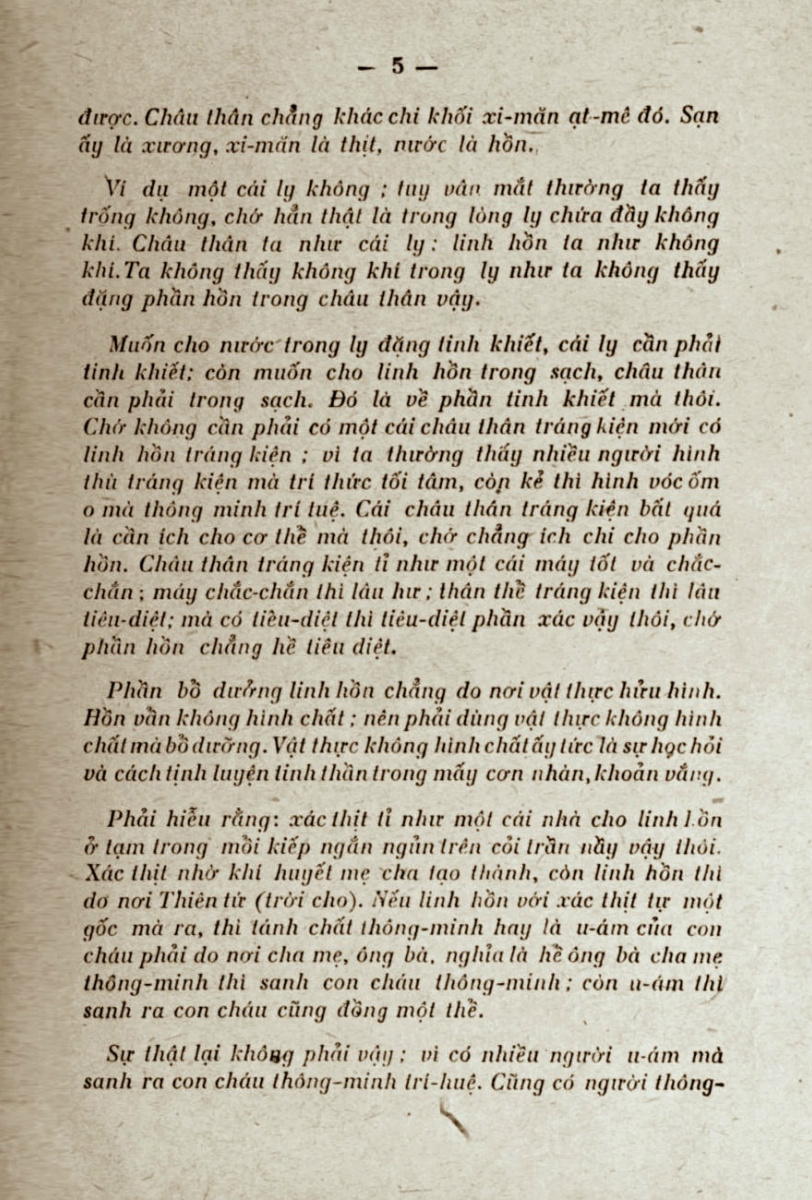 — 5 —
được. Châu thân chẳng khác chi khối xi-măn ạt-mê đó. Sạn
ấy là xương, xi-măn là thịt, nước là hồn.
Ví dụ một cái ly không ; tuy vân mắt thường ta thấy
trống không, chớ hẳn thật là trong lòng ly chứa đầy không
khí. Châu thân ta như cái ly : linh hồn ta như không
khí. Ta không thấy không khí trong ly như ta không thấy
đặng phần hồn trong châu thân vậy.
Muốn cho nước trong ly đặng tinh khiết, cái ly cần phải
tinh khiết; còn muốn cho linh hồn trong sạch, châu thân
cần phải trong sạch. Đó là về phần tinh khiết mà thôi.
Chớ không cần phải có một cái châu thân tráng kiện mới có
linh hồn tráng kiện ; vì ta thường thấy nhiều người hình
thù tráng kiện mà trí thức tối tâm, còn kẻ thì hình vóc ốm
o mà thông minh trí tuệ. Cái châu thân tráng kiện bất quá
là cần ích cho cơ thể mà thôi, chớ chẳng ích chi cho phần
hồn. Châu thân tráng kiện tỉ như một cái máy tốt và chắc-
chắn ; máy chắc-chắn thì lâu hư ; thân thể tráng kiện thì lâu
tiêu-diệt; mà có tiêu-diệt thì tiêu-diệt phần xác vậy thôi, chớ
phần hồn chẳng hề tiêu diệt.
Phần bổ dưởng linh hồn chẳng do nơi vật thực hửu hình.
Hồn vẫn không hình chất ; nên phải dùng vật thực không hình
chất mà bổ dưỡng. Vật thực không hình chất ấy tức là sự học hỏi
và cách tịnh luyện tinh thần trong mấy cơn nhàn, khoản vắng.
Phải hiểu rằng: xác thịt tỉ như một cái nhà cho linh hồn
ở tạm trong mỗi kiếp ngắn ngủn trên cỏi trần nầy vậy thôi.
Xác thịt nhờ khí huyết mẹ cha tạo thành, còn linh hồn thì
do nơi Thiên tứ (trời cho). Nếu linh hồn với xác thịt tự một
gốc mà ra, thì tánh chất thông-minh hay là u-ám của con
cháu phải do nơi cha mẹ, ông bà, nghỉa là hễ ông bà cha mẹ
thông-minh thì sanh con cháu thông-minh ; còn u-ám thì
sanh ra con cháu cũng đồng một thể.
Sự thật lại không phải vậy ; vì có nhiều người u-ám mà
sanh ra con cháu thông-minh trí-huệ. Cũng có người thông-